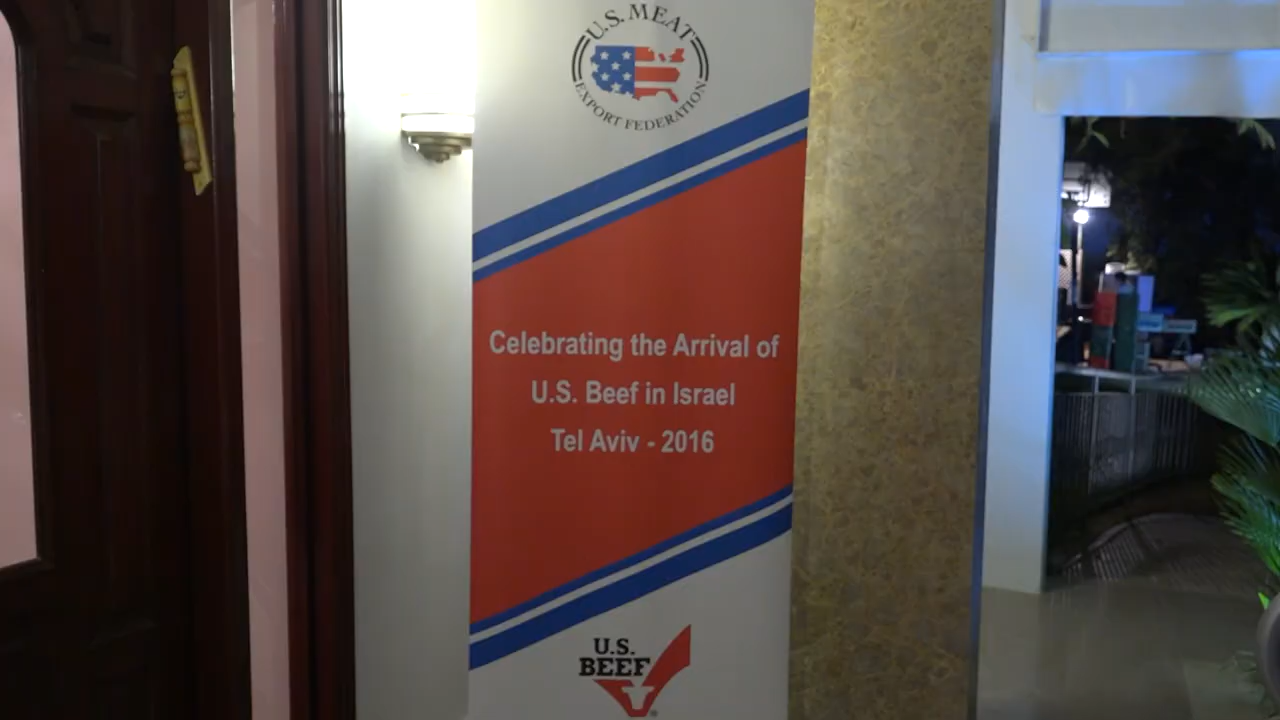 U.S. MEAT
EXPORT FEDERATION
Celebrating the Arrival of
U.S. Beef in Israel
Tel Aviv - 2016
U.S.
BEEF